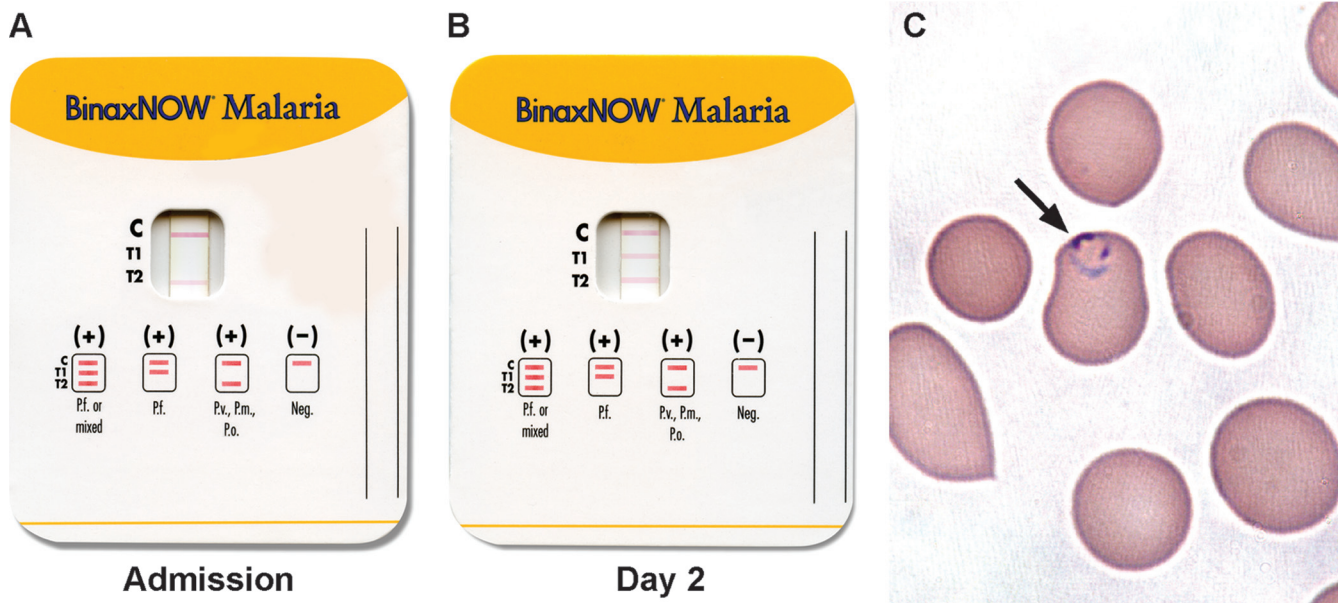 A
BinaxNOW® Malaria
C
T1
T2
(+) (+) (+) (-)
C
T1
T2
P.f. or
mixed
P.f.
P.v., P.m.,
P.o.
Neg.
Admission
B
BinaxNOW® Malaria
C
T1
T2
(+) (+) (+) (-)
C
T1
T2
P.f. or
mixed
P.f.
P.v., P.m.,
P.o.
Neg.
Day 2
C